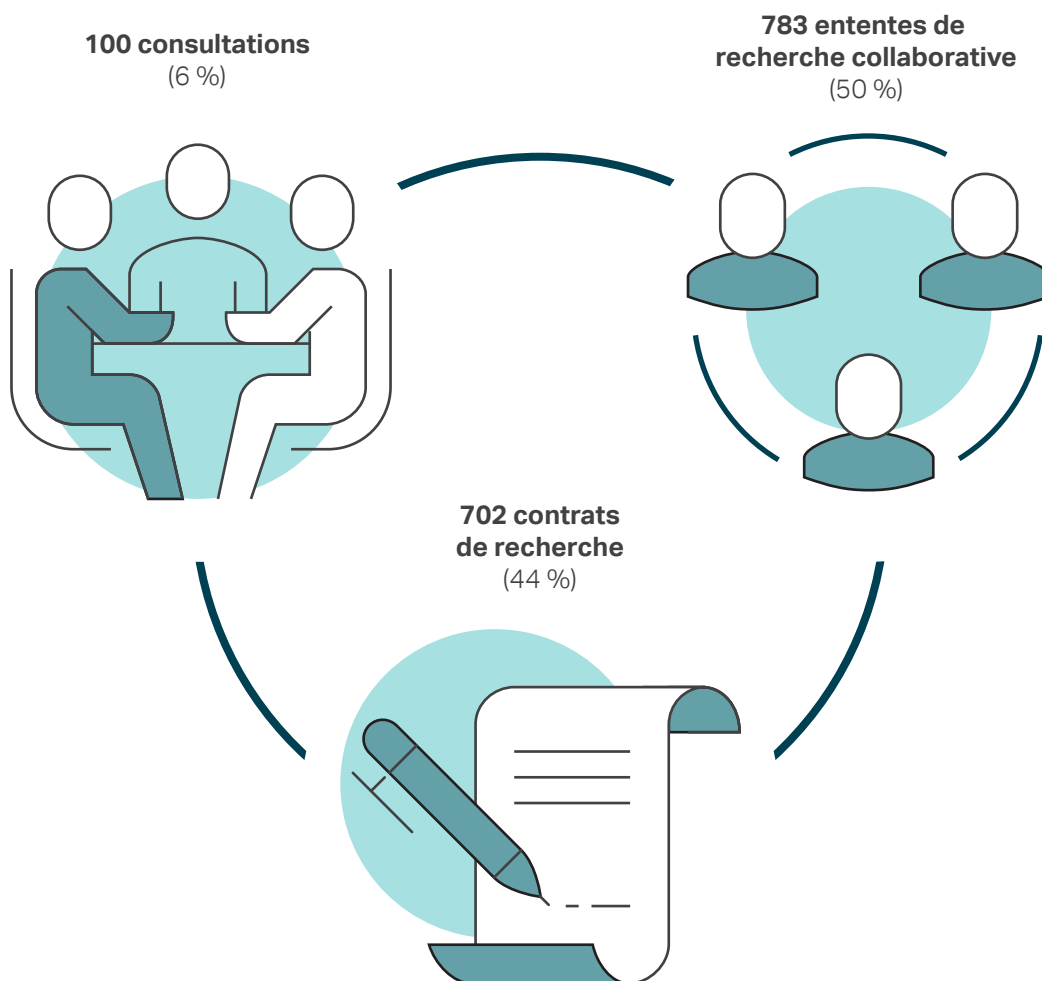 100 consultations
(6 %)
783 ententes de
recherche collaborative
(50 %)
702 contrats
de recherche
(44 %)